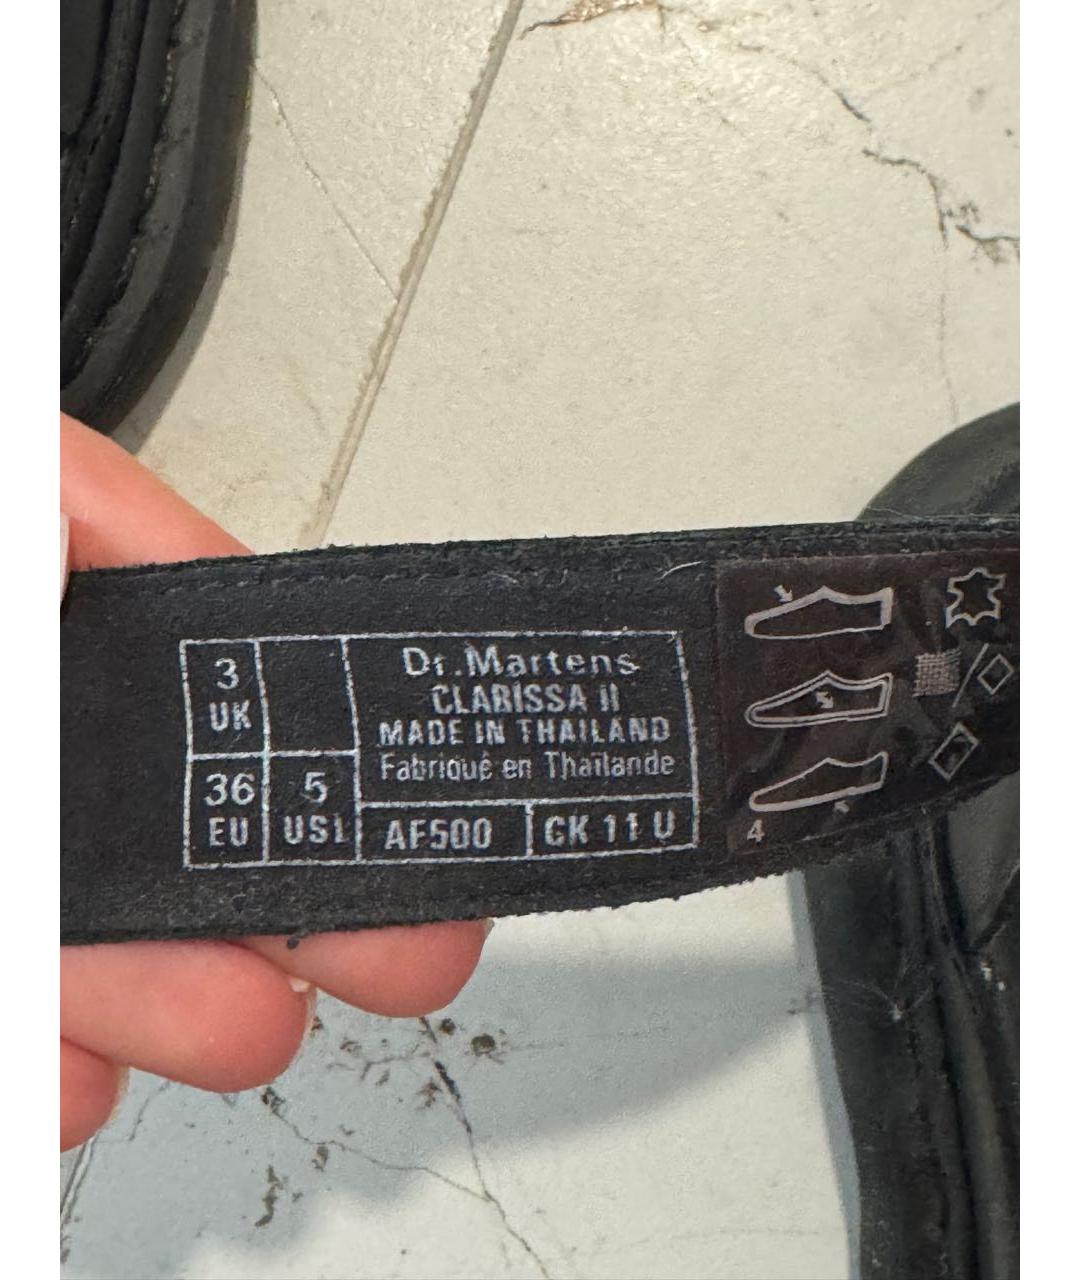 3
UK
36
EU
5
USL
Dr.Martens
CLARISSA II
MADE IN THAILAND
Fabriqué en Thaïlande
AF500
CK 11 U
4